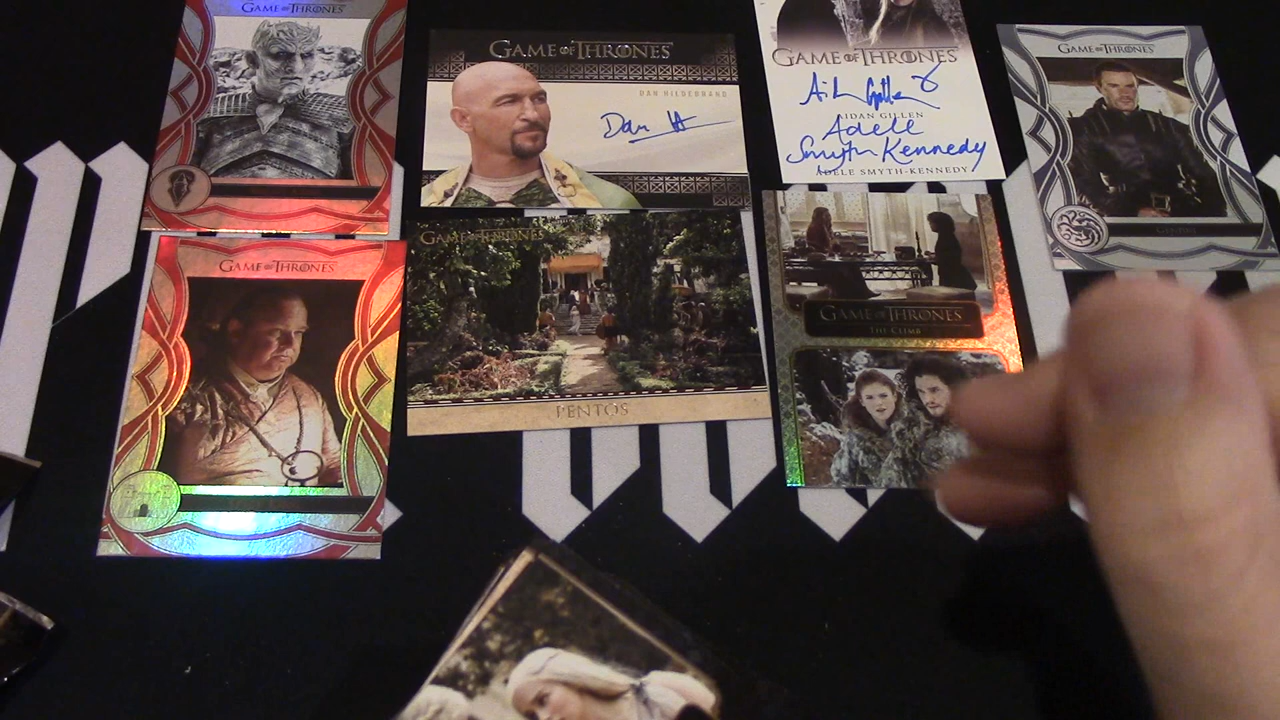 GAME OF THRONES
GAME OF THRONES
DAN HILDEBRAND
GAME OF THRONES
AIDAN GILLEN
Adele
Smyth-Kennedy
ADELE SMYTH-KENNEDY
GAME OF THRONES
GAME OF THRONES
GAME OF THRONES
PENTOS
GAME OF THRONES
THE CLIMB